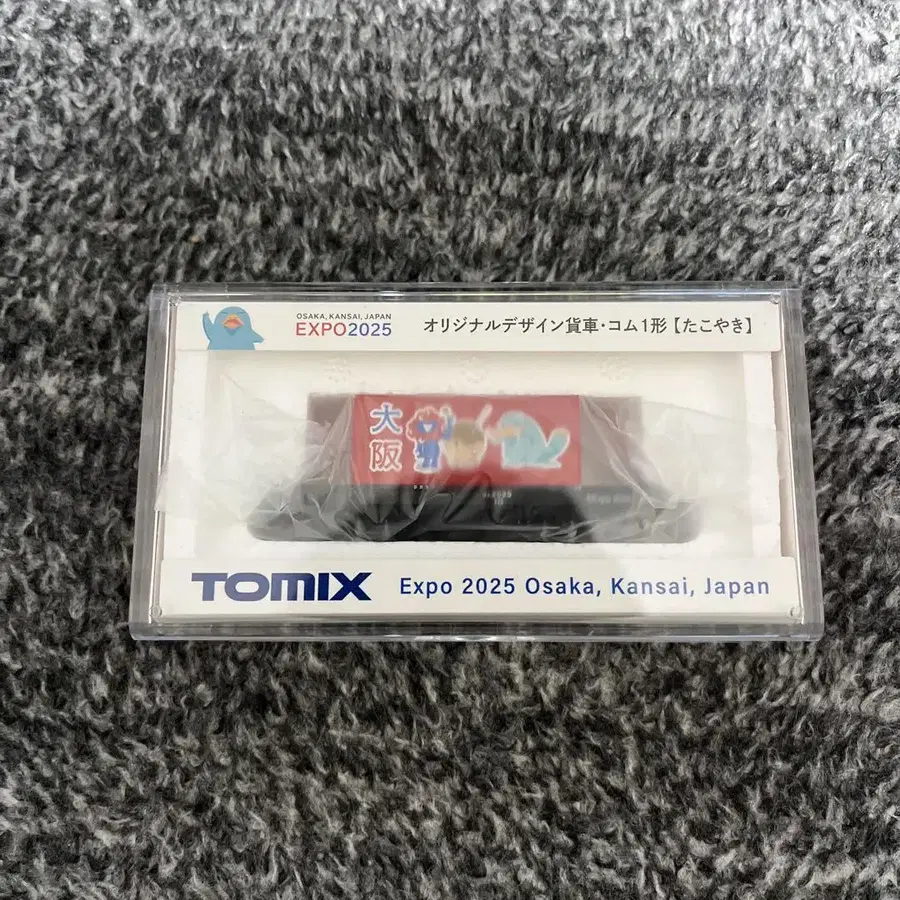 OSAKA, KANSAI, JAPAN
EXPO2025
オリジナルデザイン貨車・コム1形【たこやき】
大阪
TOMIX
Expo 2025 Osaka, Kansai, Japan